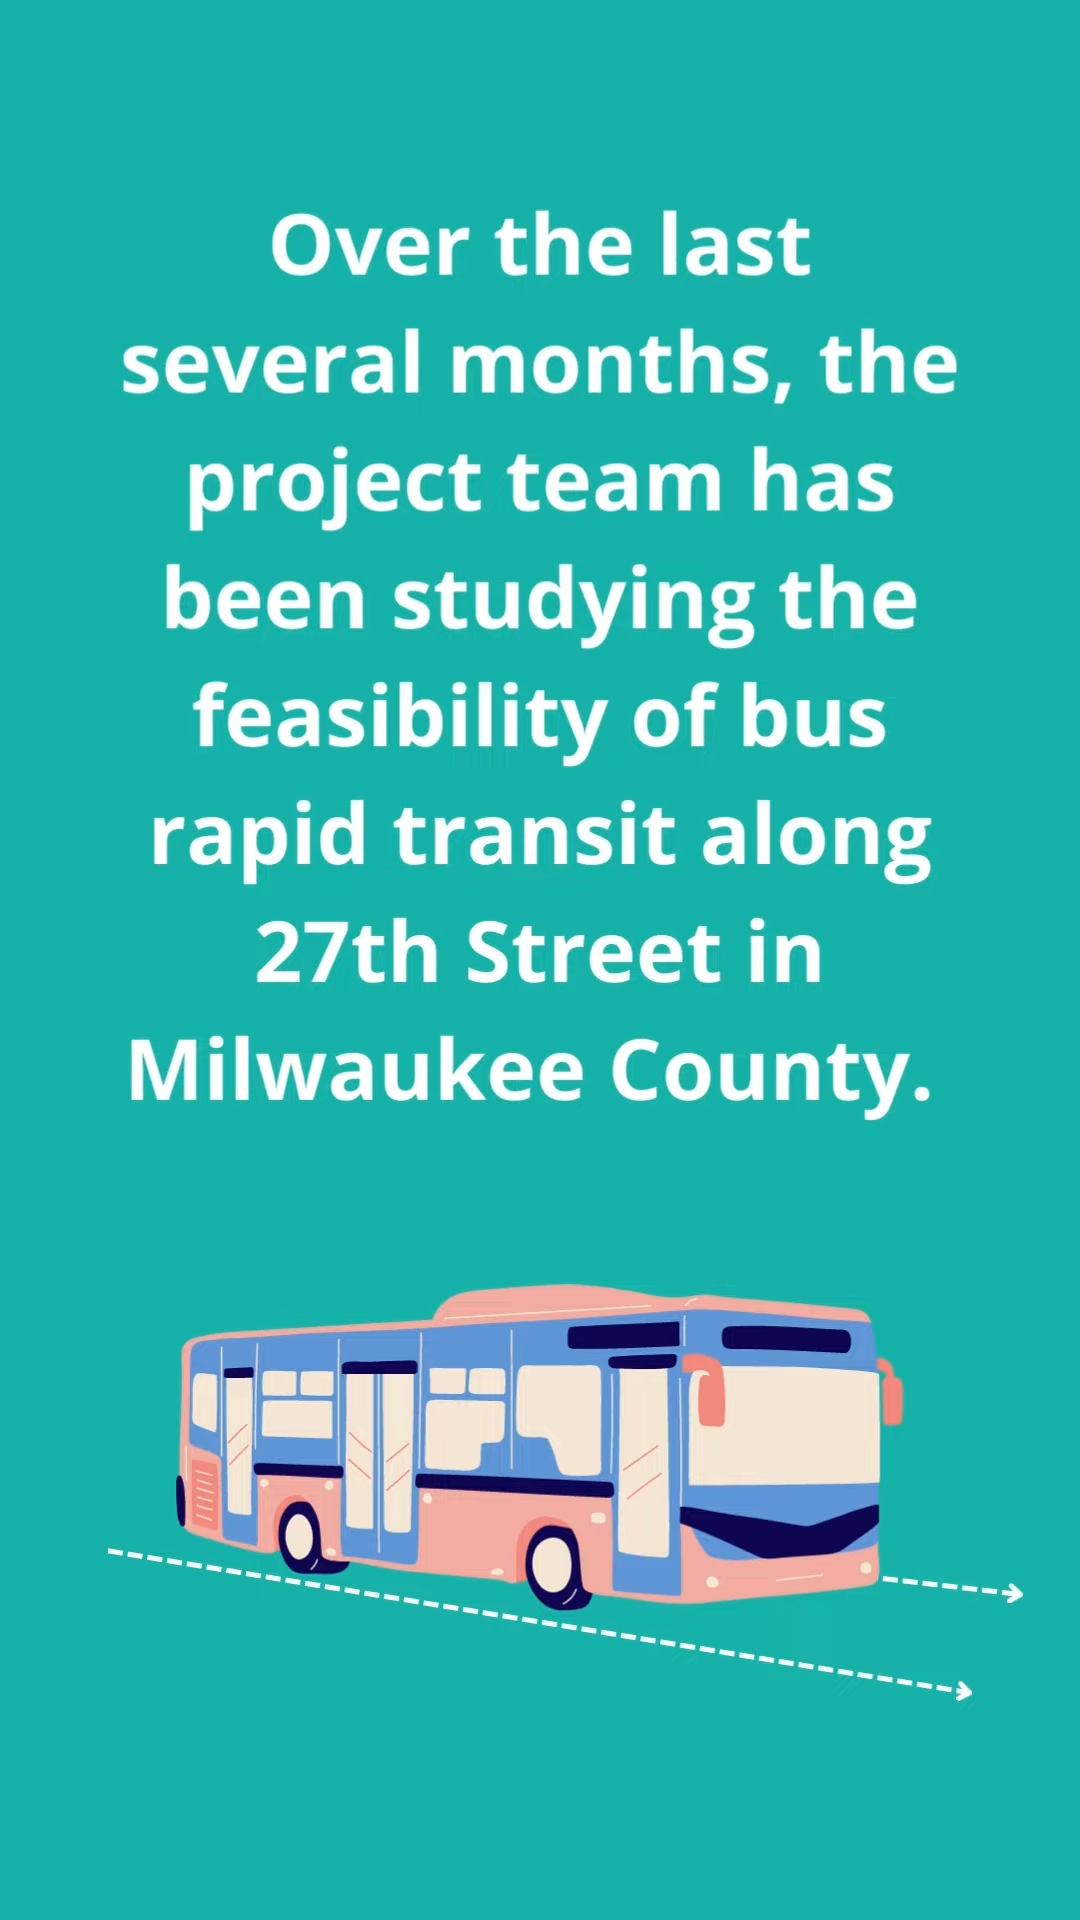 Over the last
several months, the
project team has
been studying the
feasibility of bus
rapid transit along
27th Street in
Milwaukee County.